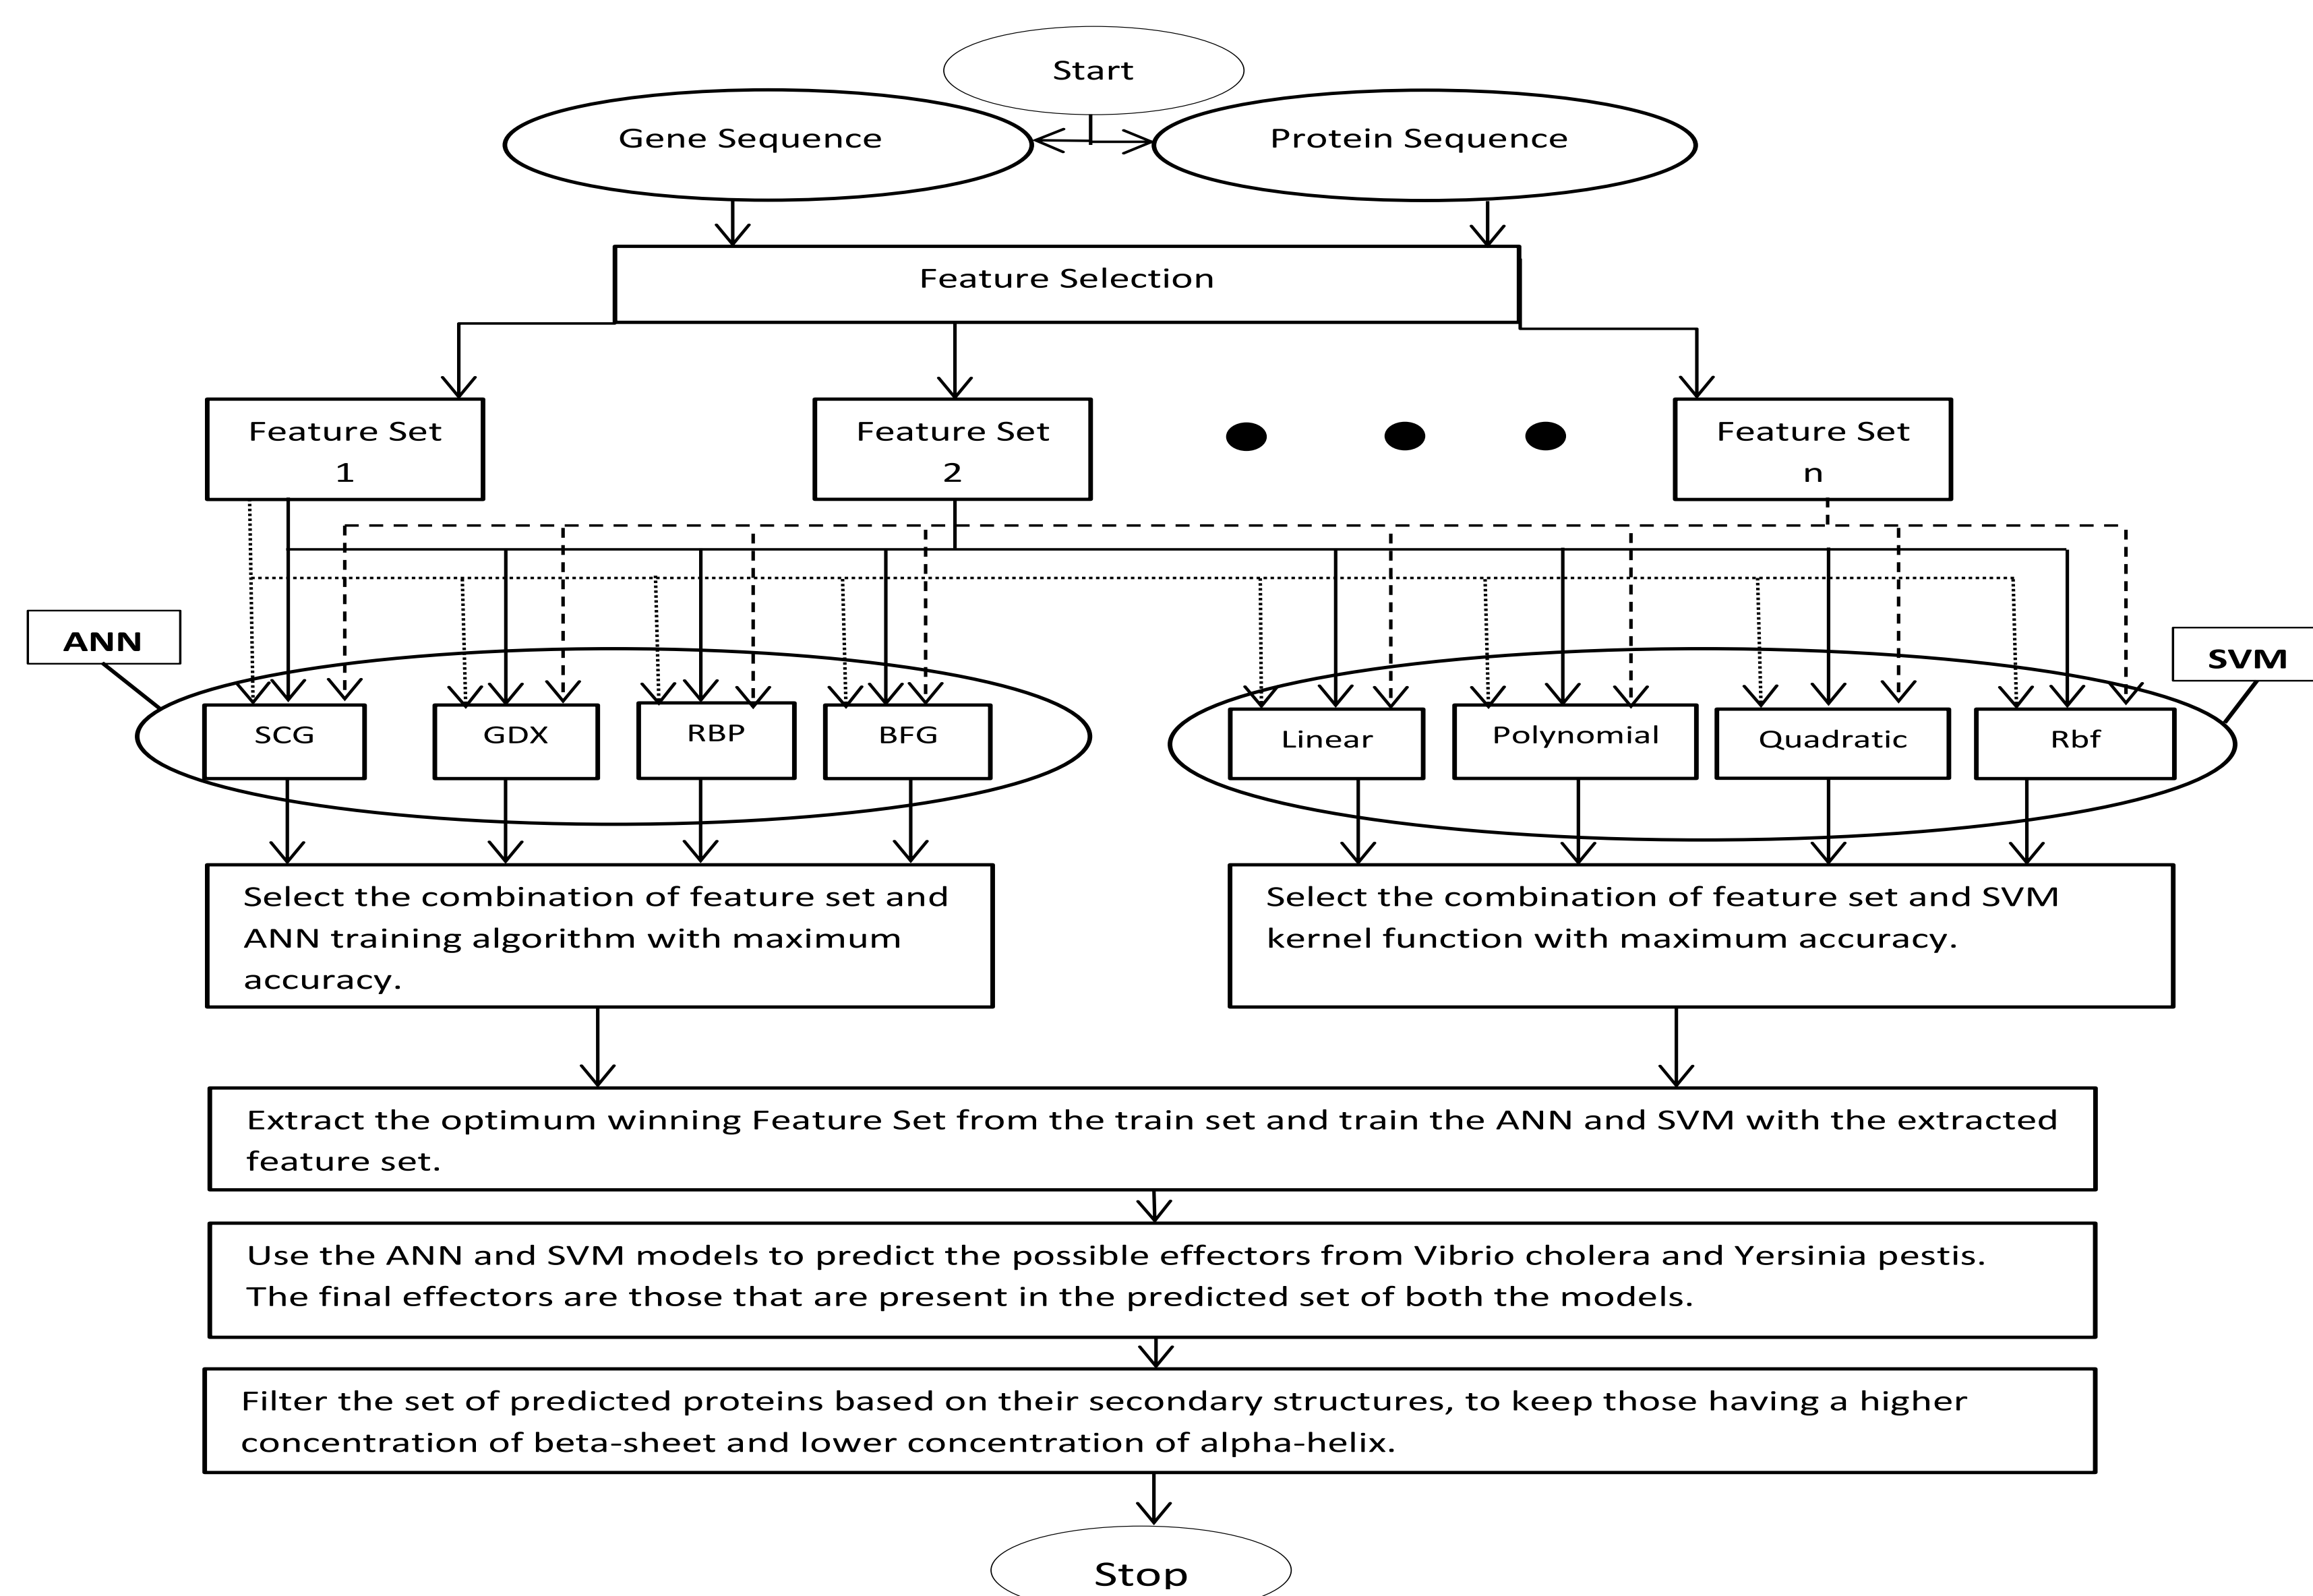 Start
Gene Sequence
Protein Sequence
Feature Selection
Feature Set
1
Feature Set
2
Feature Set
n
ANN
SVM
SCG
GDX
RBP
BFG
Linear
Polynomial
Quadratic
Rbf
Select the combination of feature set and
ANN training algorithm with maximum
accuracy.
Select the combination of feature set and SVM
kernel function with maximum accuracy.
Extract the optimum winning Feature Set from the train set and train the ANN and SVM with the extracted
feature set.
Use the ANN and SVM models to predict the possible effectors from Vibrio cholera and Yersinia pestis.
The final effectors are those that are present in the predicted set of both the models.
Filter the set of predicted proteins based on their secondary structures, to keep those having a higher
concentration of beta-sheet and lower concentration of alpha-helix.
Stop